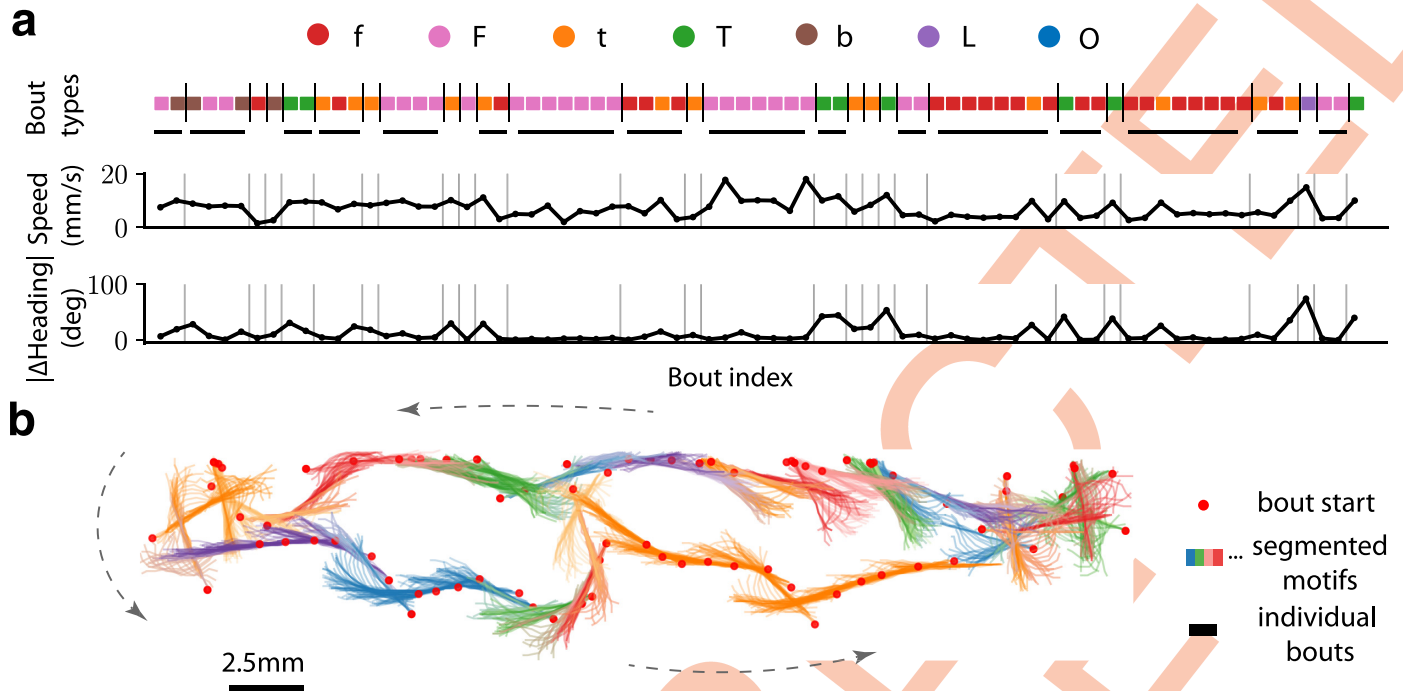 a
f F t T b L O
Bout types
Speed (mm/s)
20
0
|ΔHeading| (deg)
100
0
Bout index
b
bout start
... segmented motifs
individual bouts
2.5mm